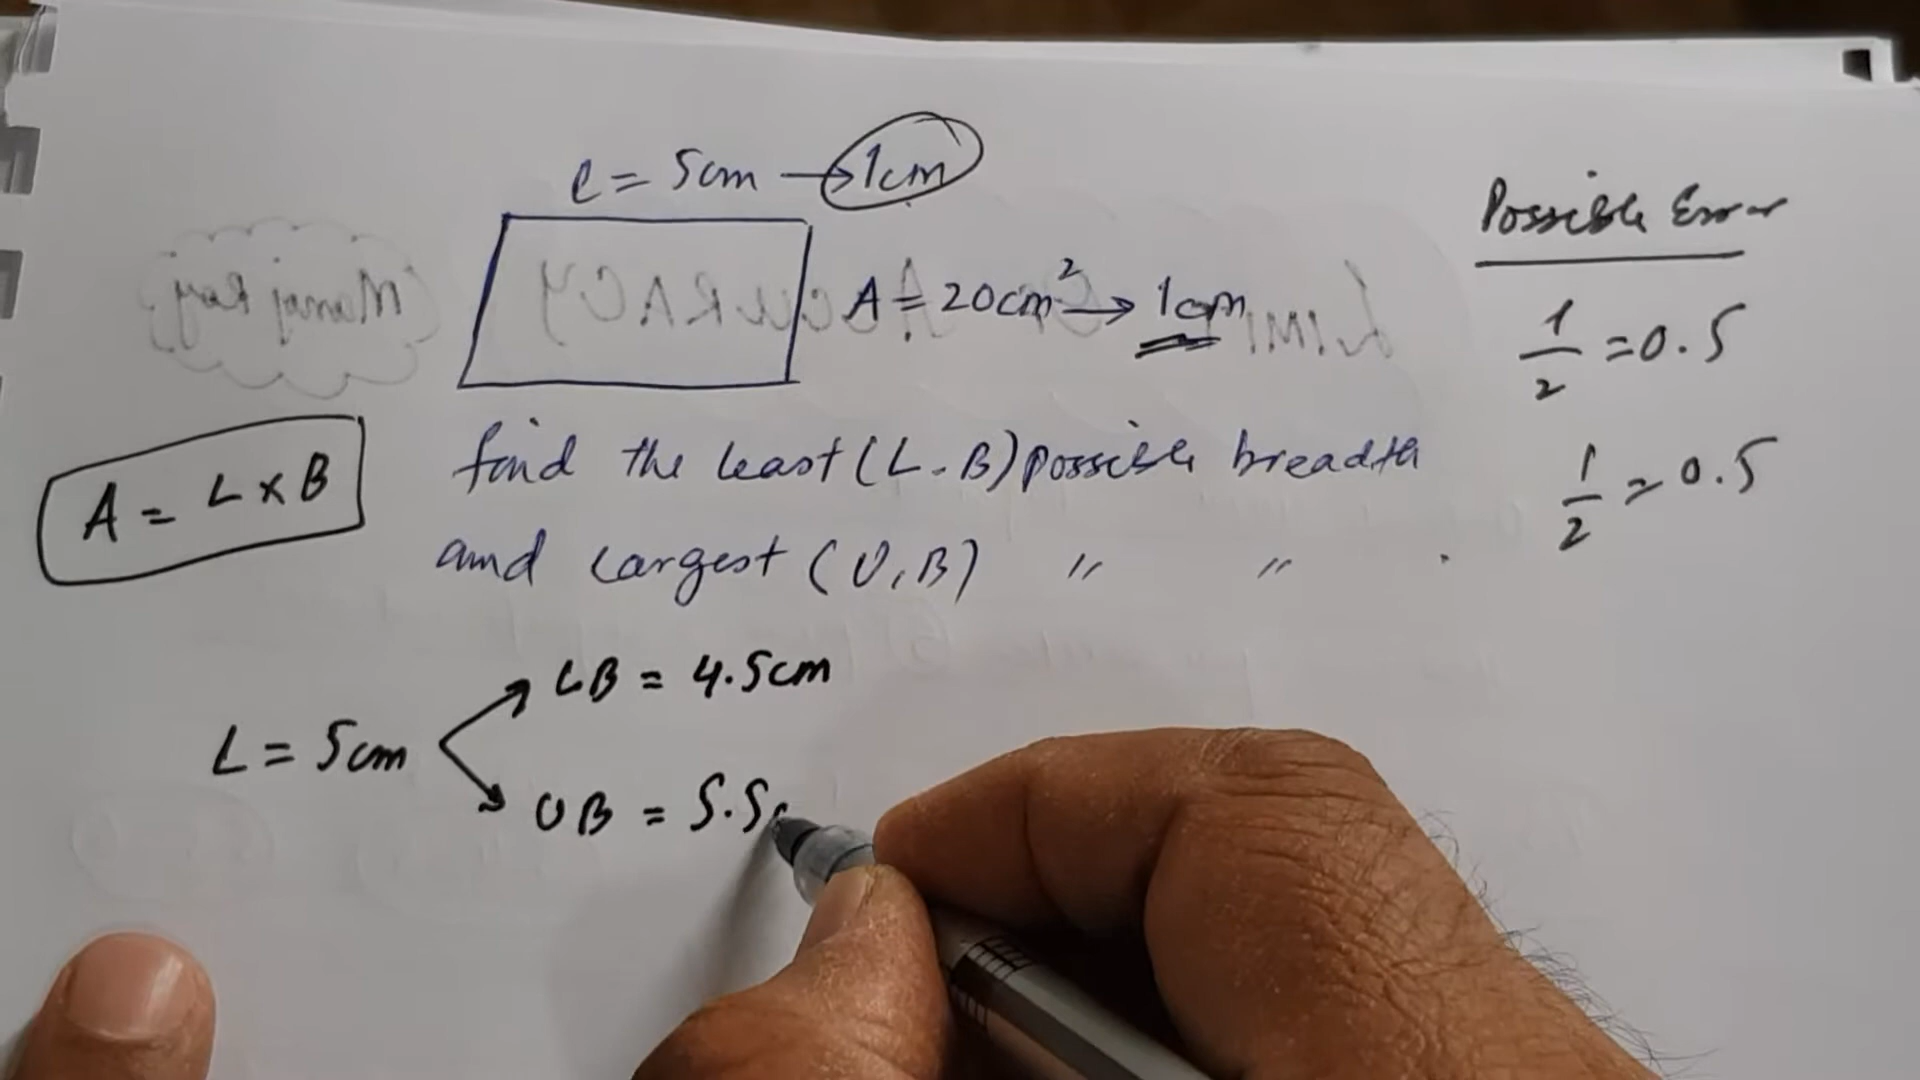 l = 5cm → 1cm
Possible Error
A = 20cm² → 1cm
1/2 = 0.5
A = L x B
find the least (L.B) possible breadth
1/2 = 0.5
and largest (U.B) " " .
L = 5cm
LB = 4.5cm
UB = 5.5c